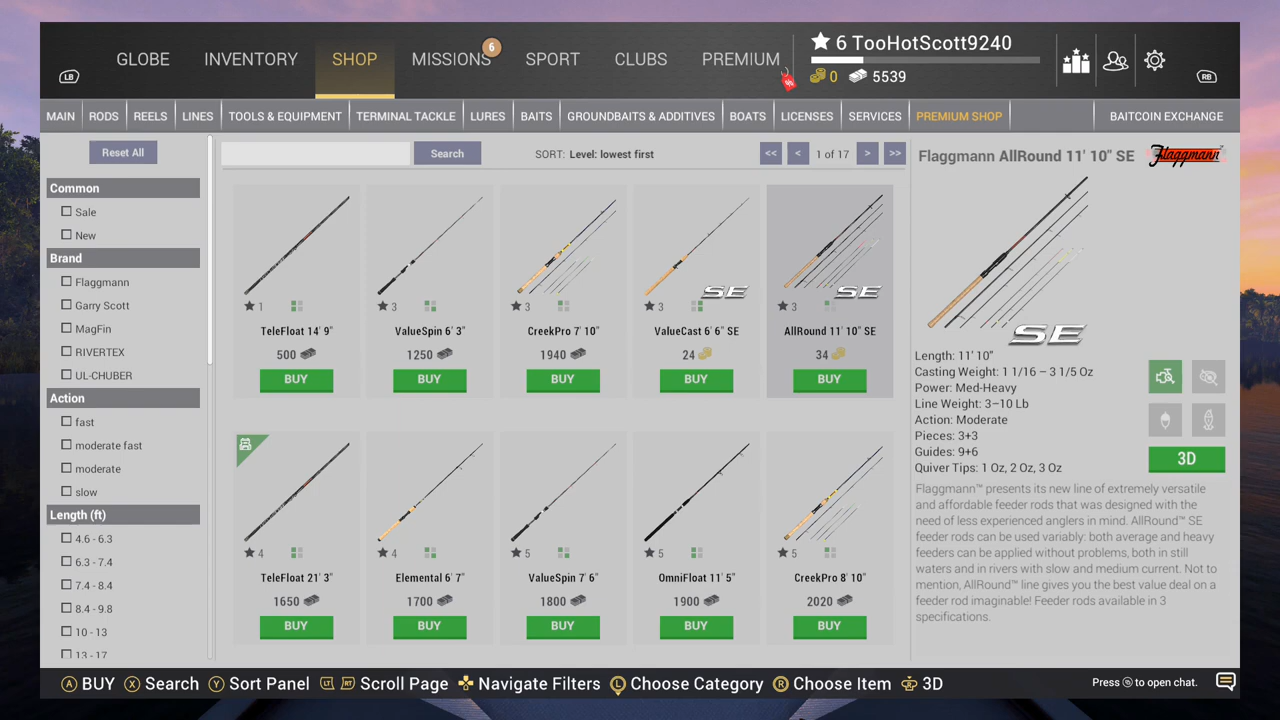 GLOBE INVENTORY SHOP MISSIONS 6 SPORT CLUBS PREMIUM
6 TooHotScott9240
0 5539
LB RB
MAIN RODS REELS LINES TOOLS & EQUIPMENT TERMINAL TACKLE LURES BAITS GROUNDBAITS & ADDITIVES BOATS LICENSES SERVICES PREMIUM SHOP BAITCOIN EXCHANGE
Reset All
Common
Sale
New
Brand
Flaggmann
Garry Scott
MagFin
RIVERTEX
UL-CHUBER
Action
fast
moderate fast
moderate
slow
Length (ft)
4.6 - 6.3
6.3 - 7.4
7.4 - 8.4
8.4 - 9.8
10 - 13
13 - 17
Search SORT: Level: lowest first << < 1 of 17 > >>
1 3 3 3 SE 3 SE
TeleFloat 14' 9" ValueSpin 6' 3" CreekPro 7' 10" ValueCast 6' 6" SE AllRound 11' 10" SE
500 1250 1940 24 34
BUY BUY BUY BUY BUY
4 4 5 5 5
TeleFloat 21' 3" Elemental 6' 7" ValueSpin 7' 6" OmniFloat 11' 5" CreekPro 8' 10"
1650 1700 1800 1900 2020
BUY BUY BUY BUY BUY
Flaggmann AllRound 11' 10" SE Flaggmann
SE
Length: 11' 10"
Casting Weight: 1 1/16 – 3 1/5 Oz
Power: Med-Heavy
Line Weight: 3–10 Lb
Action: Moderate
Pieces: 3+3
Guides: 9+6
Quiver Tips: 1 Oz, 2 Oz, 3 Oz
3D
Flaggmann™ presents its new line of extremely versatile
and affordable feeder rods that was designed with the
need of less experienced anglers in mind. AllRound™ SE
feeder rods can be used variably: both average and heavy
feeders can be applied without problems, both in still
waters and in rivers with slow and medium current. Not to
mention, AllRound™ line gives you the best value deal on a
feeder rod imaginable! Feeder rods available in 3
specifications.
A BUY X Search Y Sort Panel LT RT Scroll Page Navigate Filters L Choose Category R Choose Item 3D
Press to open chat.